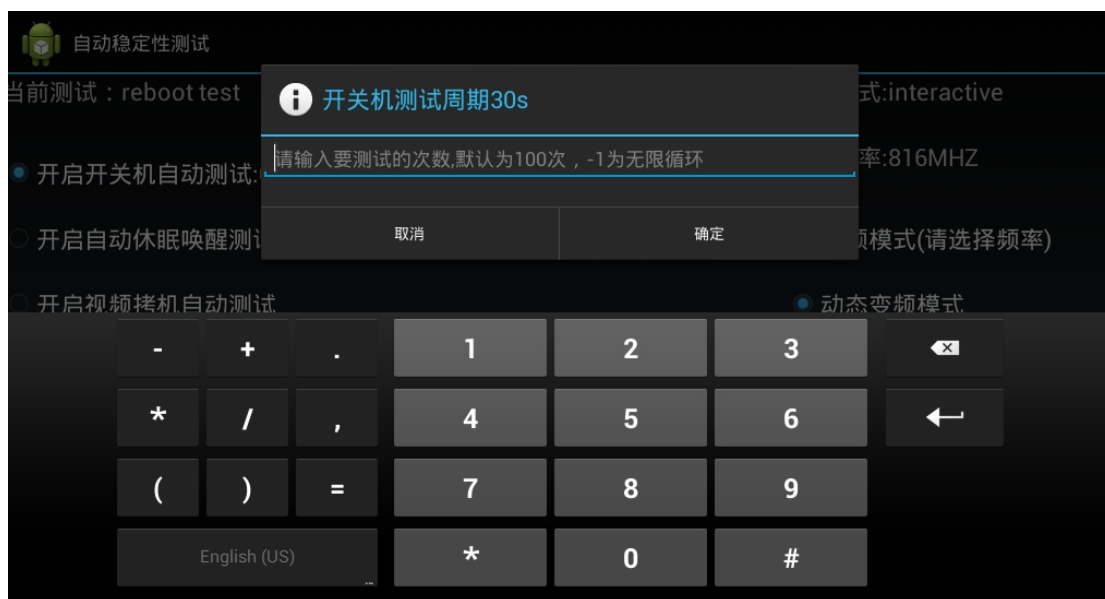 自动稳定性测试
当前测试：reboot test
开关机测试周期30s
式:interactive
请输入要测试的次数,默认为100次，-1为无限循环
率:816MHZ
开启开关机自动测试:
取消
确定
开启自动休眠唤醒测
频模式(请选择频率)
开启视频拷机自动测试
动态变频模式
- + . 1 2 3
* / , 4 5 6
( ) = 7 8 9
English (US) * 0 #
...